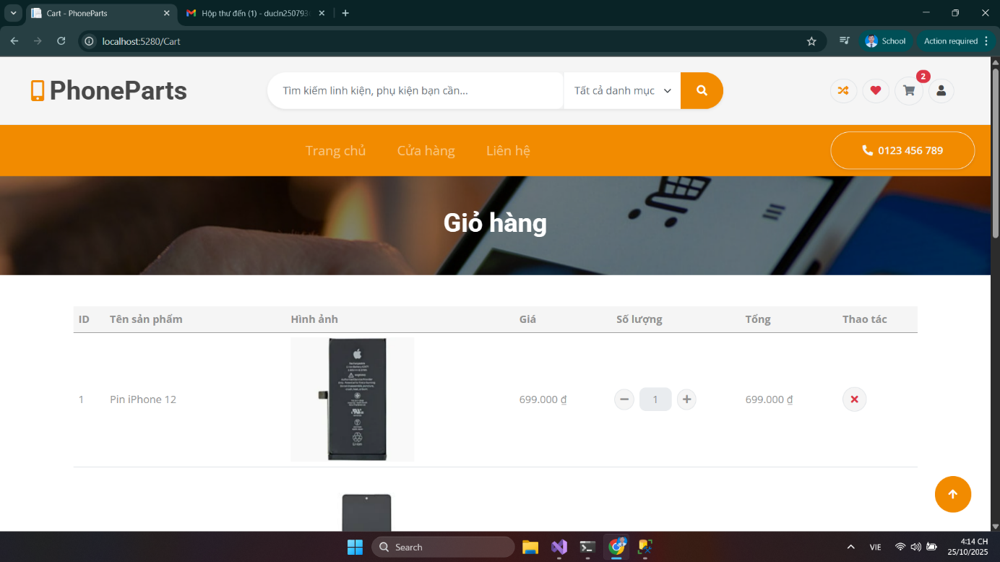 Cart - PhoneParts
Hộp thư đến (1) - ducln250793
localhost:5280/Cart
School
Action required
PhoneParts
Tìm kiếm linh kiện, phụ kiện bạn cần...
Tất cả danh mục
2
Trang chủ
Cửa hàng
Liên hệ
0123 456 789
Giỏ hàng
ID Tên sản phẩm Hình ảnh Giá Số lượng Tổng Thao tác
1 Pin iPhone 12 699.000 ₫ 1 699.000 ₫
Li-ion
Search
VIE
4:14 CH
25/10/2025